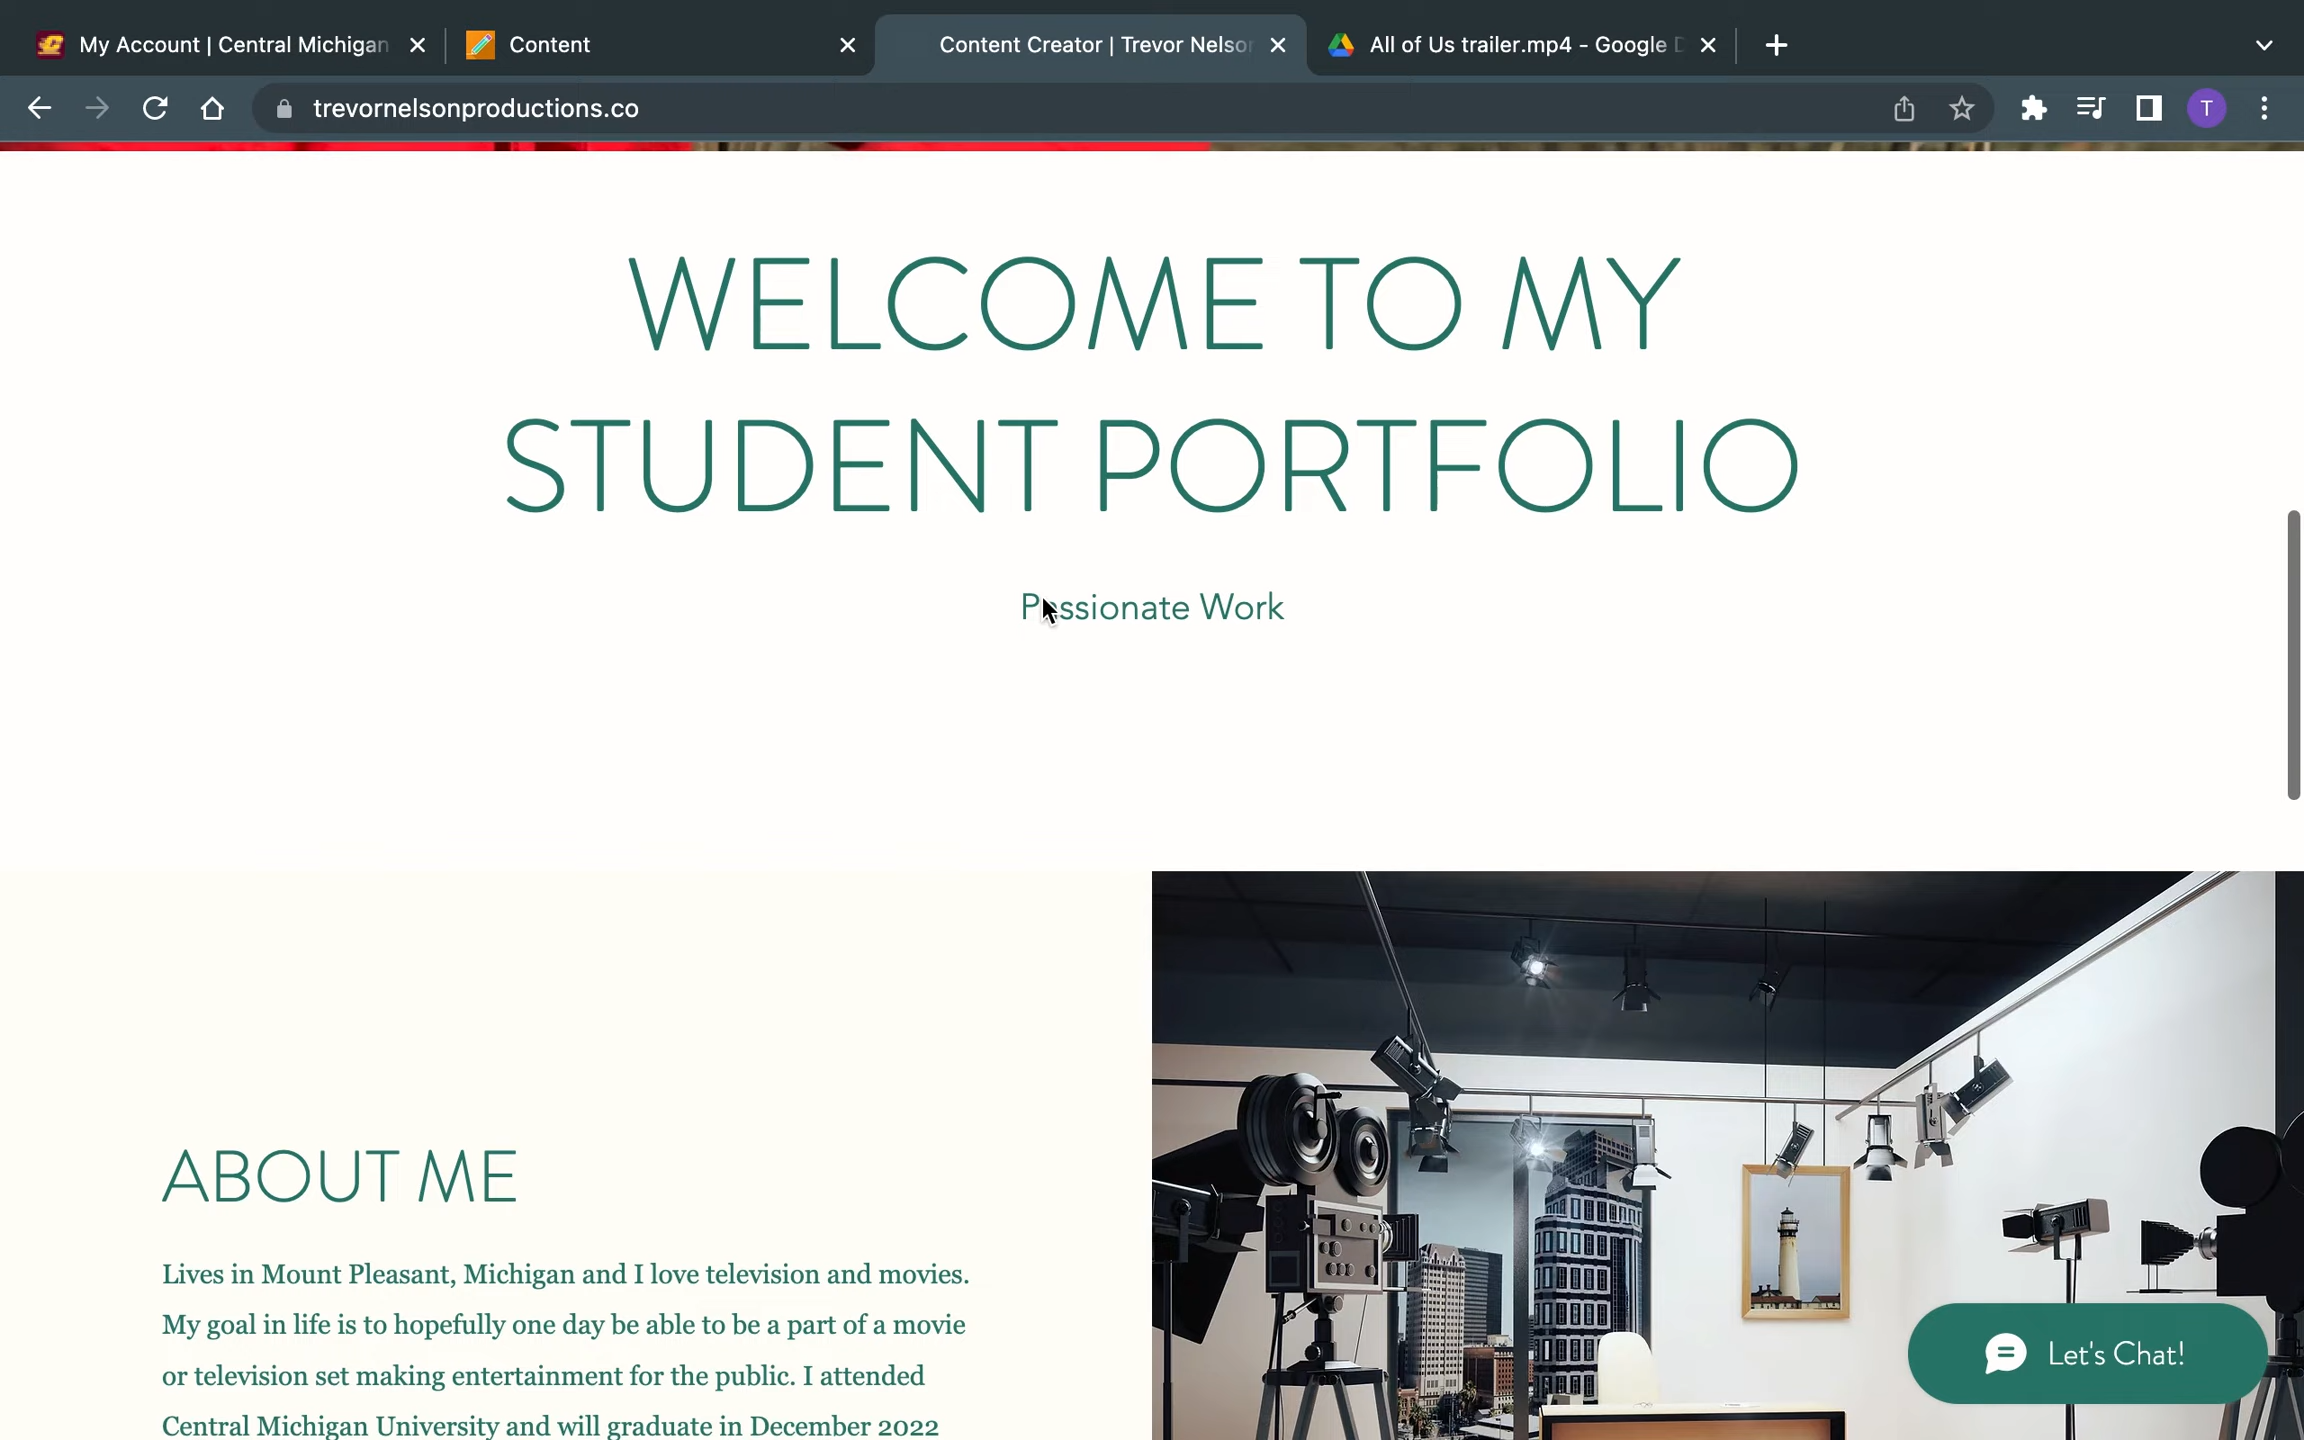 My Account | Central Michigan
Content
Content Creator | Trevor Nelson
All of Us trailer.mp4 - Google D
trevornelsonproductions.co
T
WELCOME TO MY
STUDENT PORTFOLIO
Passionate Work
ABOUT ME
Lives in Mount Pleasant, Michigan and I love television and movies.
My goal in life is to hopefully one day be able to be a part of a movie
or television set making entertainment for the public. I attended
Central Michigan University and will graduate in December 2022
Let's Chat!